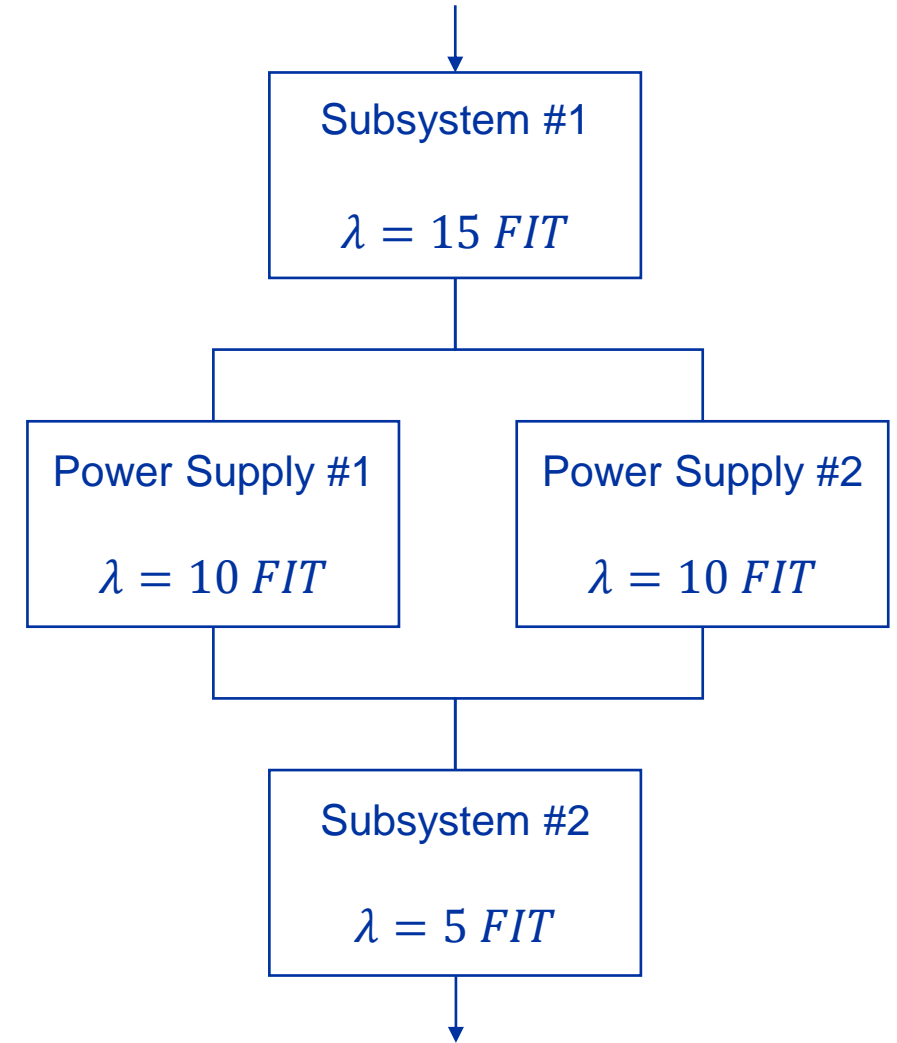 Subsystem #1
λ = 15 FIT
Power Supply #1
λ = 10 FIT
Power Supply #2
λ = 10 FIT
Subsystem #2
λ = 5 FIT